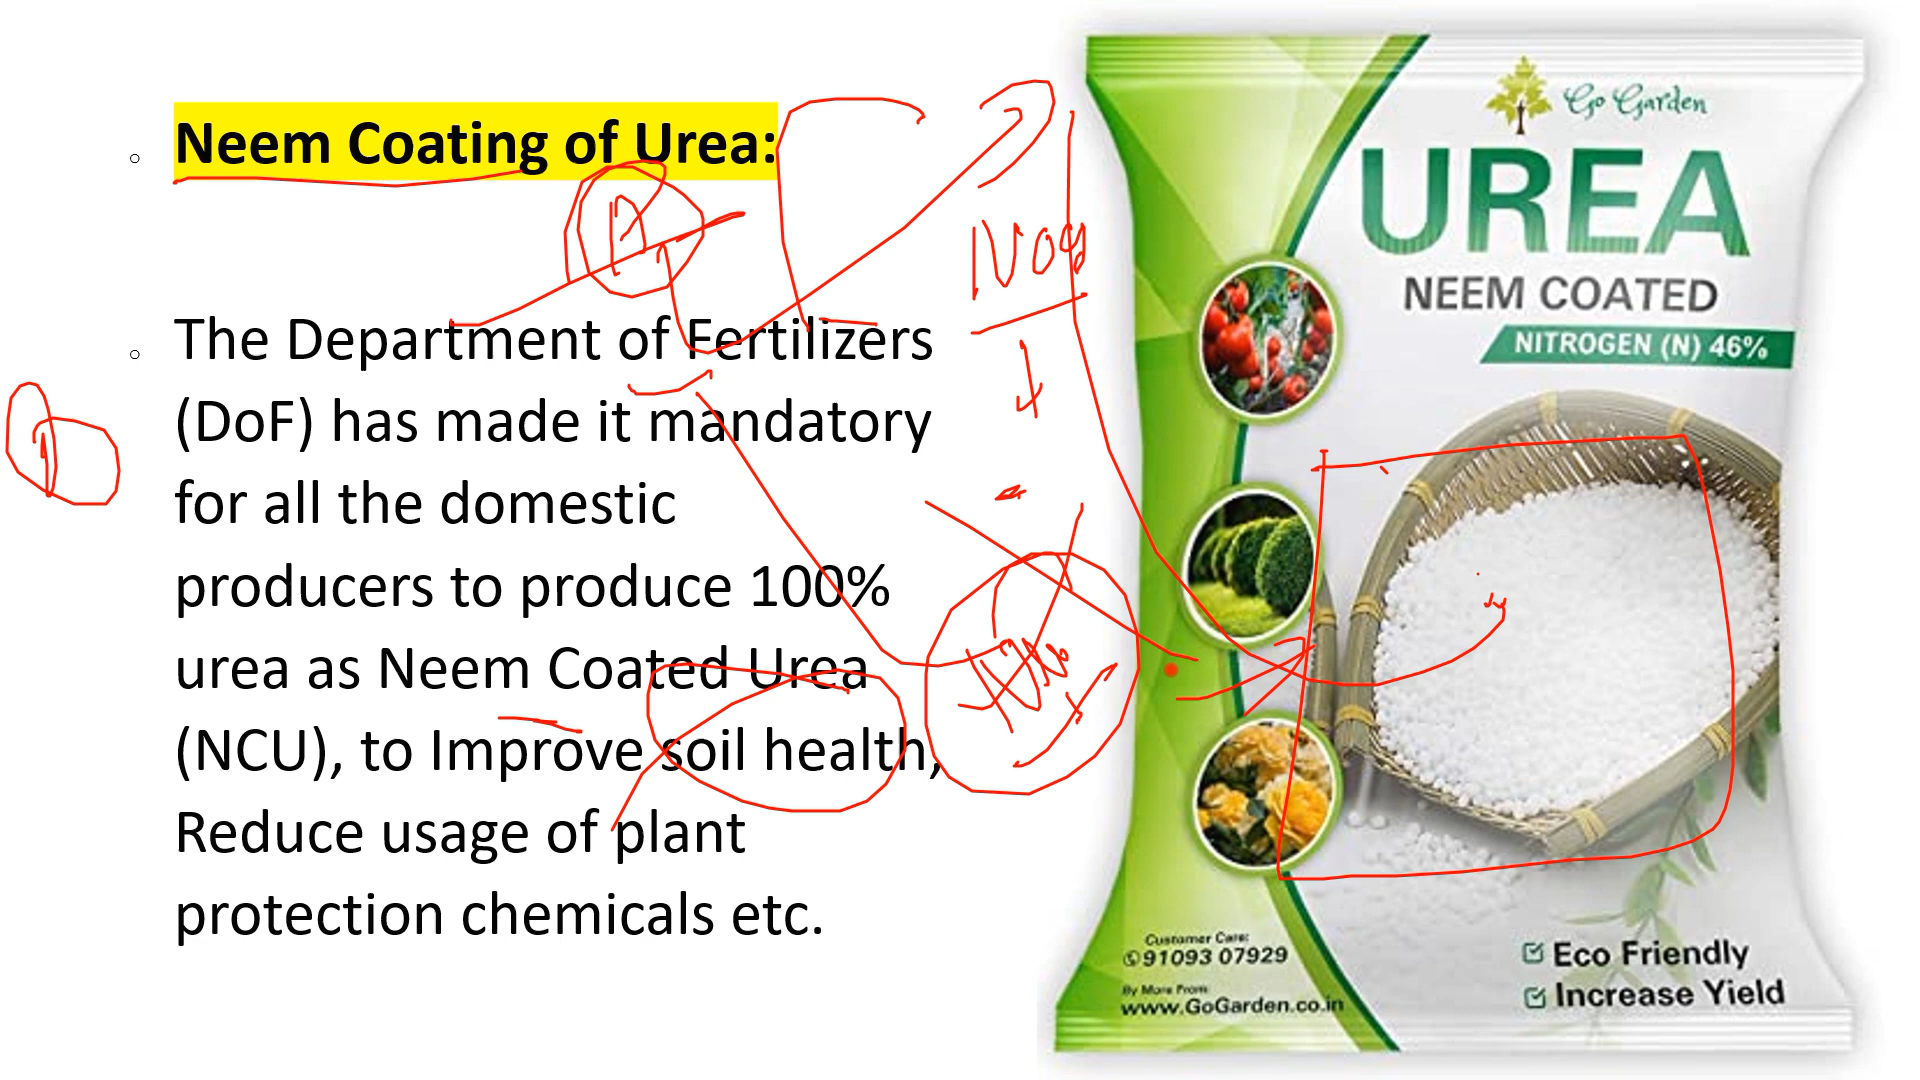 Neem Coating of Urea:
The Department of Fertilizers
(DoF) has made it mandatory
for all the domestic
producers to produce 100%
urea as Neem Coated Urea
(NCU), to Improve soil health,
Reduce usage of plant
protection chemicals etc.
Go Garden
UREA
NEEM COATED
NITROGEN (N) 46%
Customer Care:
91093 07929
By More From:
www.GoGarden.co.in
Eco Friendly
Increase Yield